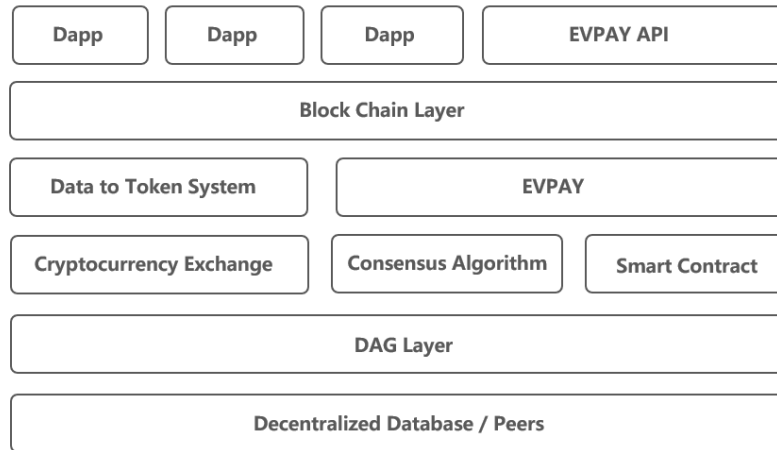 Dapp
Dapp
Dapp
EVPAY API
Block Chain Layer
Data to Token System
EVPAY
Cryptocurrency Exchange
Consensus Algorithm
Smart Contract
DAG Layer
Decentralized Database / Peers